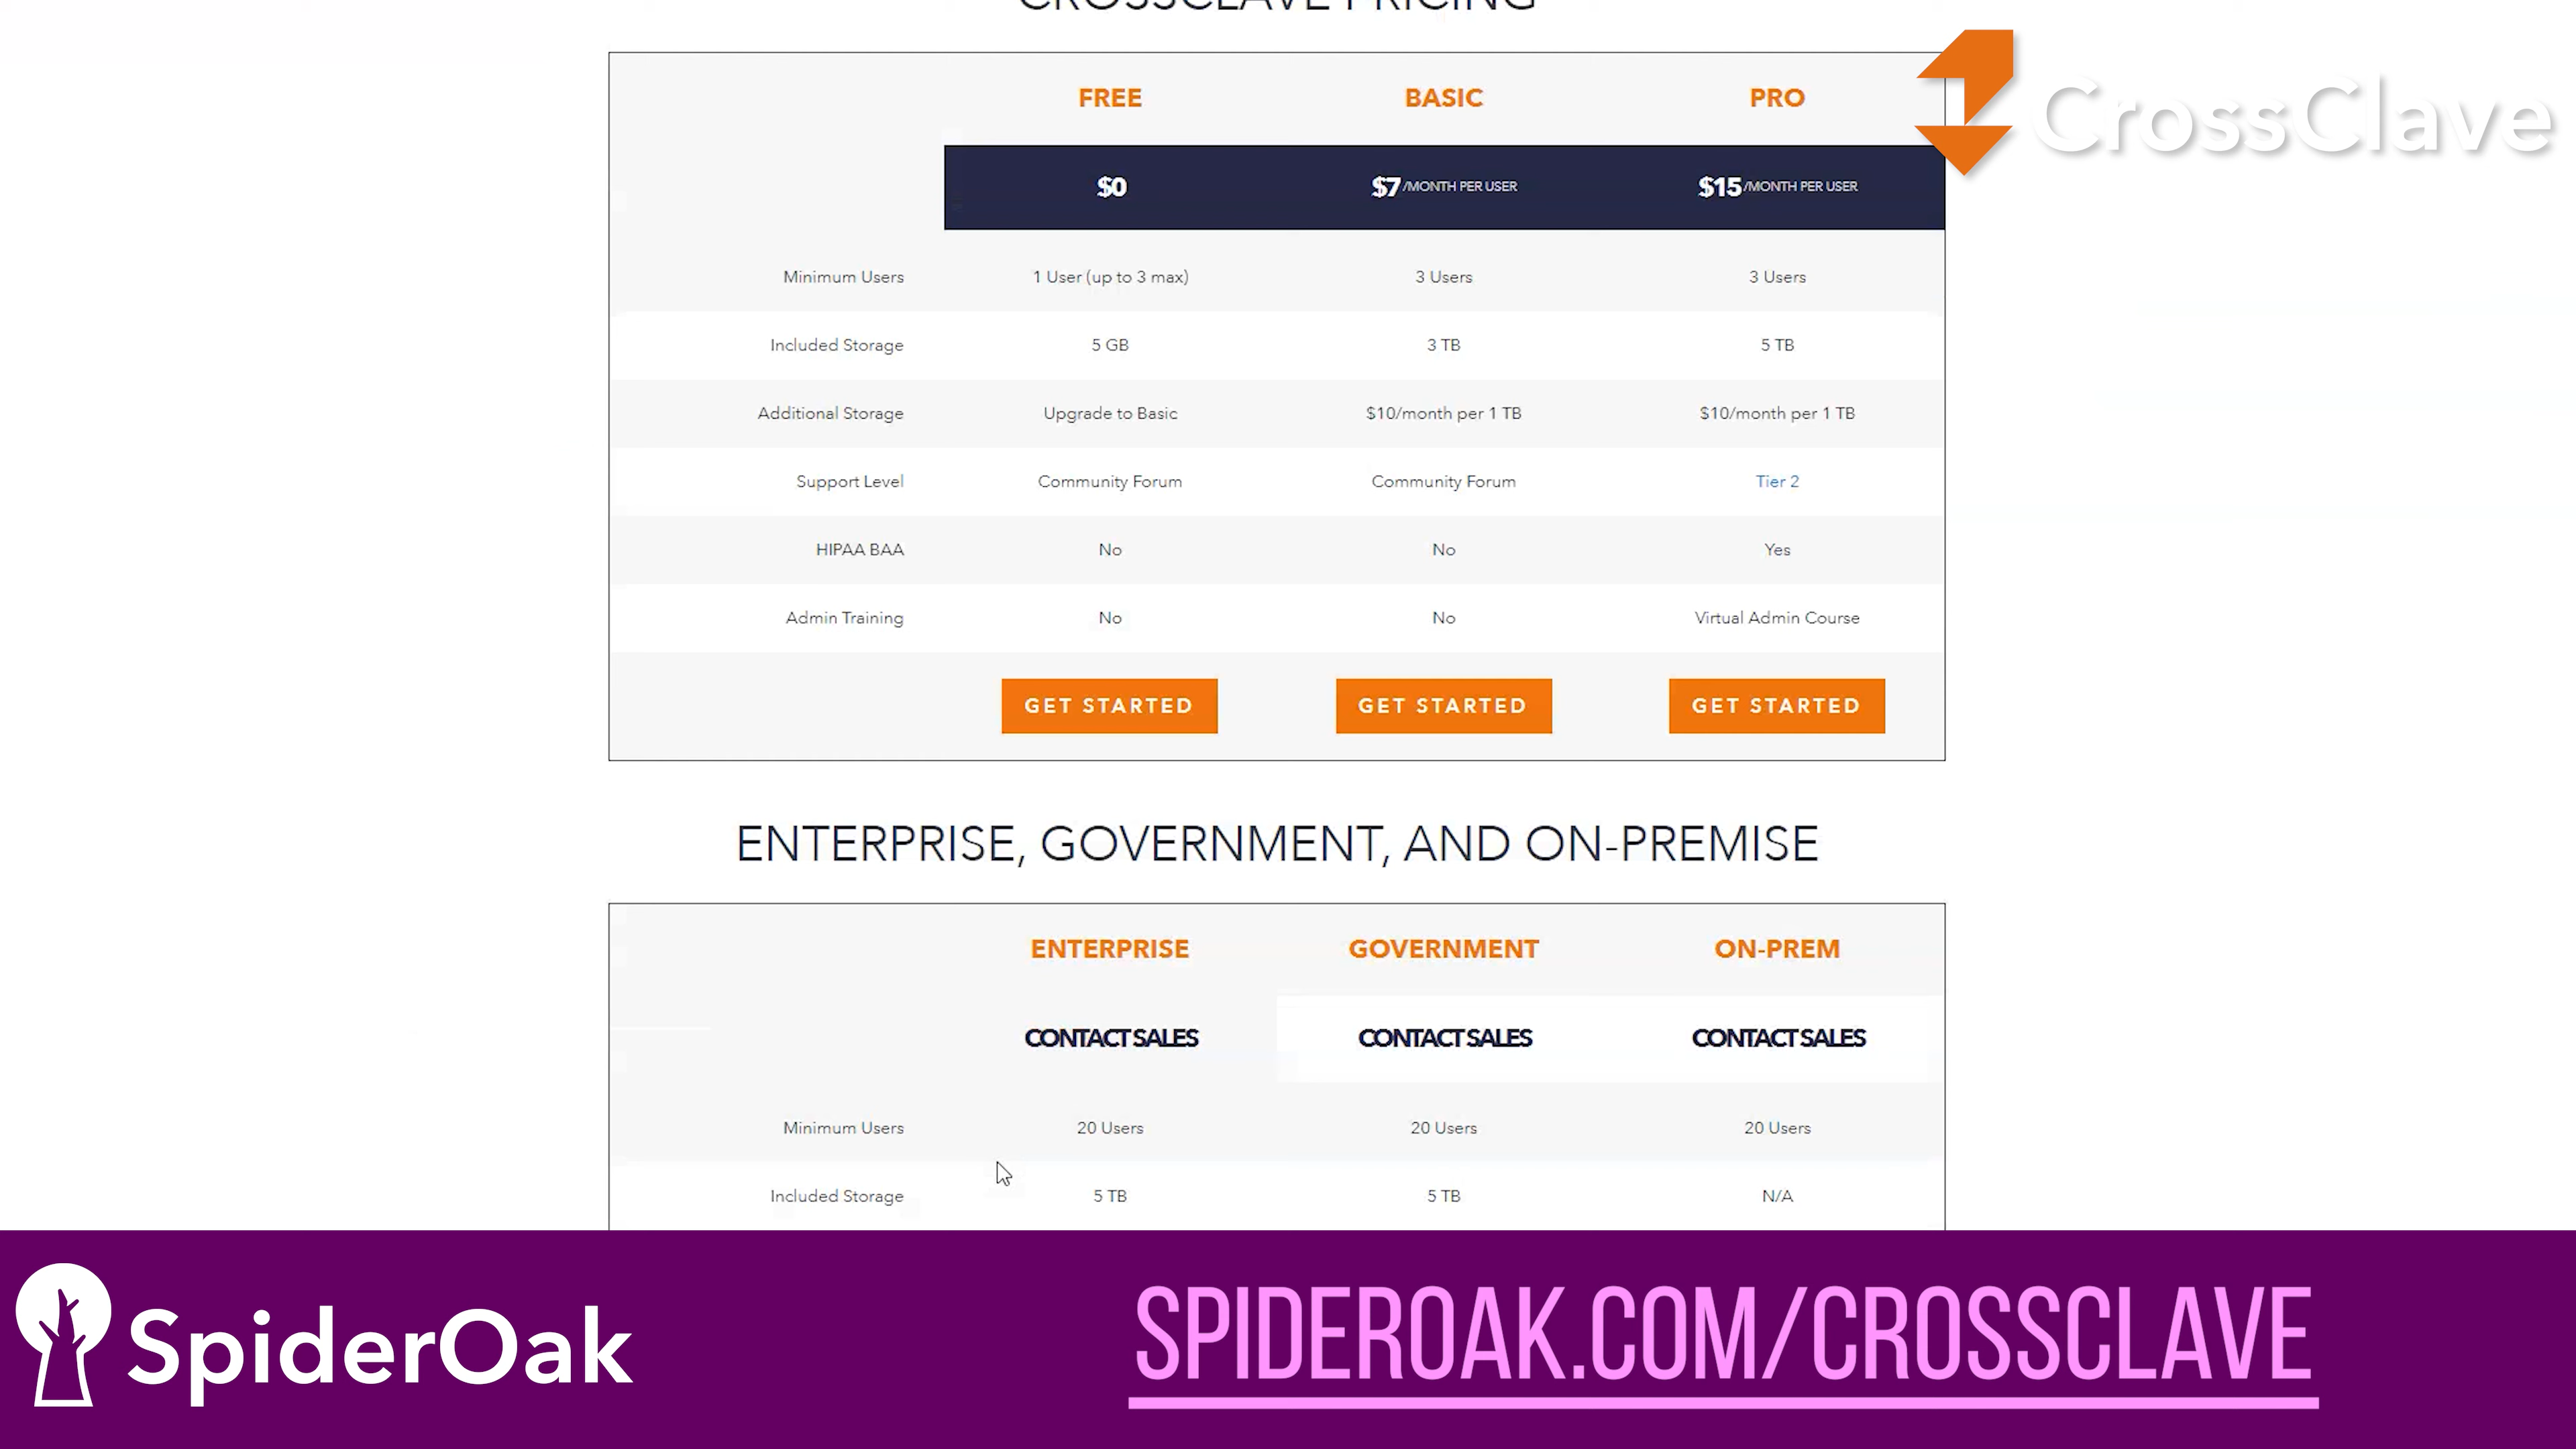 CROSSCLAVE PRICING
CrossClave
FREE BASIC PRO
$0 $7/MONTH PER USER $15/MONTH PER USER
Minimum Users 1 User (up to 3 max) 3 Users 3 Users
Included Storage 5 GB 3 TB 5 TB
Additional Storage Upgrade to Basic $10/month per 1 TB $10/month per 1 TB
Support Level Community Forum Community Forum Tier 2
HIPAA BAA No No Yes
Admin Training No No Virtual Admin Course
GET STARTED GET STARTED GET STARTED
ENTERPRISE, GOVERNMENT, AND ON-PREMISE
ENTERPRISE GOVERNMENT ON-PREM
CONTACT SALES CONTACT SALES CONTACT SALES
Minimum Users 20 Users 20 Users 20 Users
Included Storage 5 TB 5 TB N/A
SpiderOak
SPIDEROAK.COM/CROSSCLAVE